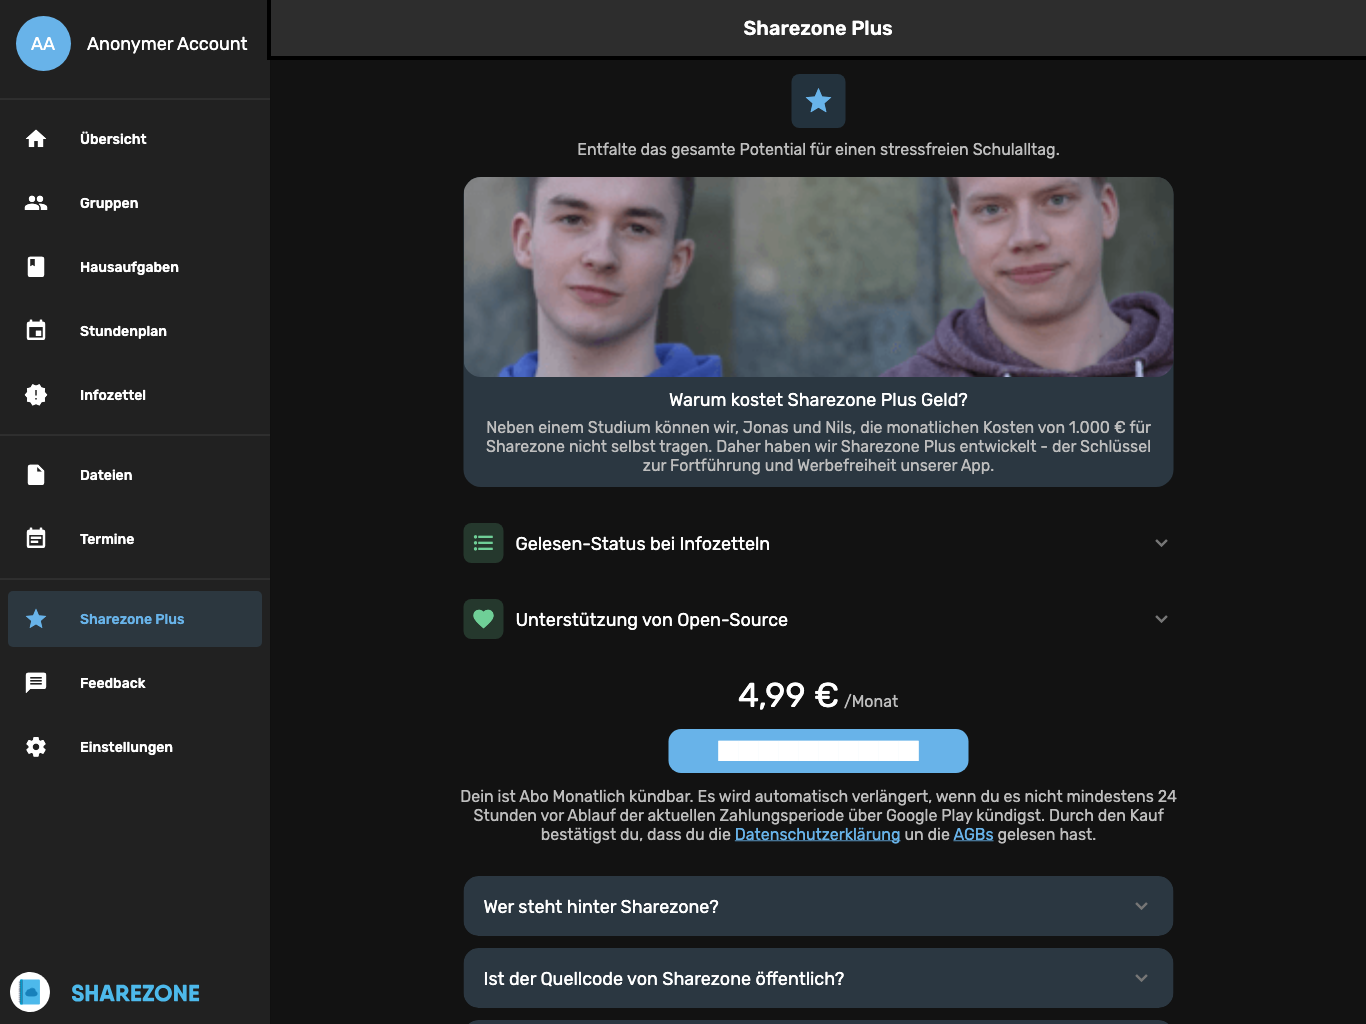 AA
Anonymer Account
Übersicht
Gruppen
Hausaufgaben
Stundenplan
Infozettel
Dateien
Termine
Sharezone Plus
Feedback
Einstellungen
SHAREZONE
Sharezone Plus
Entfalte das gesamte Potential für einen stressfreien Schulalltag.
Warum kostet Sharezone Plus Geld?
Neben einem Studium können wir, Jonas und Nils, die monatlichen Kosten von 1.000 € für
Sharezone nicht selbst tragen. Daher haben wir Sharezone Plus entwickelt - der Schlüssel
zur Fortführung und Werbefreiheit unserer App.
Gelesen-Status bei Infozetteln
Unterstützung von Open-Source
4,99 € /Monat
Dein ist Abo Monatlich kündbar. Es wird automatisch verlängert, wenn du es nicht mindestens 24
Stunden vor Ablauf der aktuellen Zahlungsperiode über Google Play kündigst. Durch den Kauf
bestätigst du, dass du die Datenschutzerklärung un die AGBs gelesen hast.
Wer steht hinter Sharezone?
Ist der Quellcode von Sharezone öffentlich?